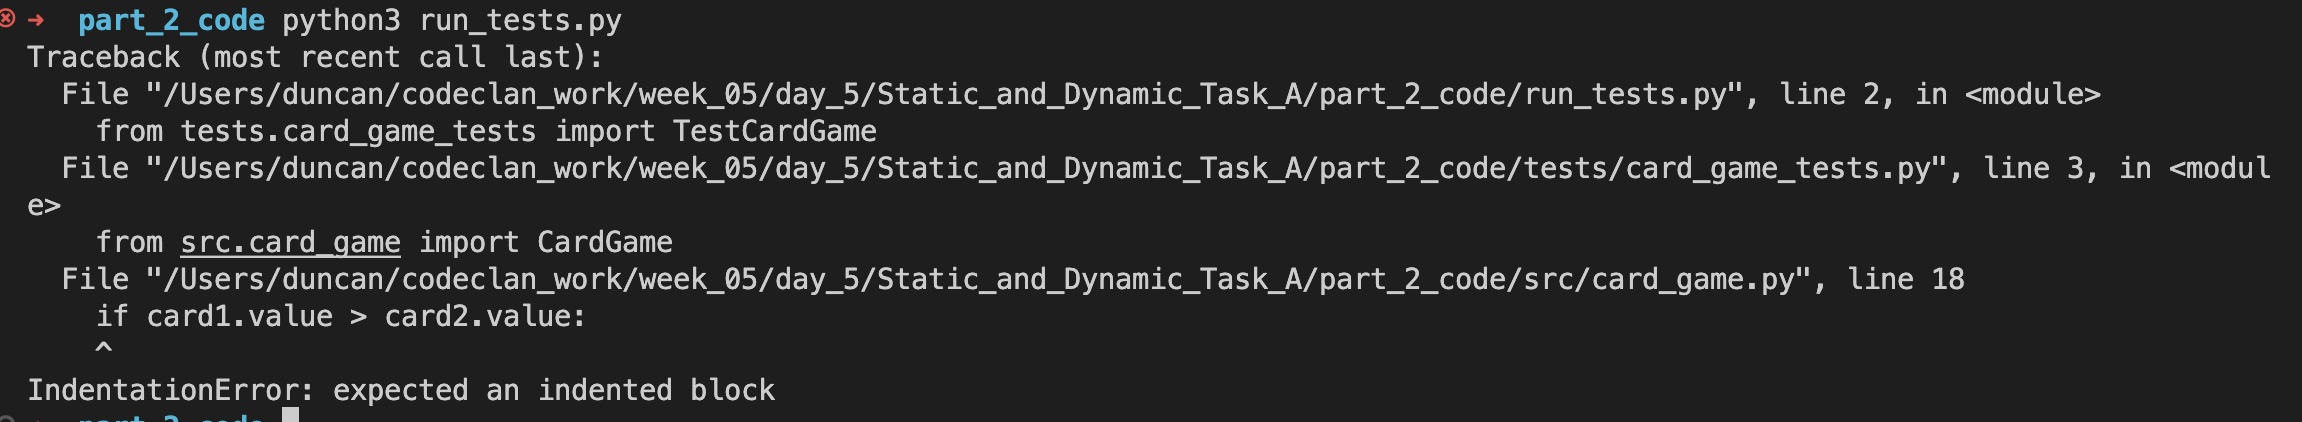 ➜ part_2_code python3 run_tests.py
Traceback (most recent call last):
  File "/Users/duncan/codeclan_work/week_05/day_5/Static_and_Dynamic_Task_A/part_2_code/run_tests.py", line 2, in <module>
    from tests.card_game_tests import TestCardGame
  File "/Users/duncan/codeclan_work/week_05/day_5/Static_and_Dynamic_Task_A/part_2_code/tests/card_game_tests.py", line 3, in <modul
e>
    from src.card_game import CardGame
  File "/Users/duncan/codeclan_work/week_05/day_5/Static_and_Dynamic_Task_A/part_2_code/src/card_game.py", line 18
    if card1.value > card2.value:
    ^
IndentationError: expected an indented block
part_2_code